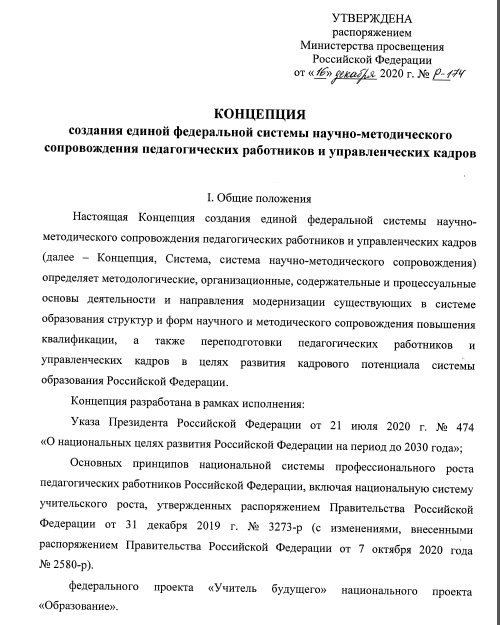 УТВЕРЖДЕНА
распоряжением
Министерства просвещения
Российской Федерации
от «16» декабря 2020 г. № Р-174
КОНЦЕПЦИЯ
создания единой федеральной системы научно-методического
сопровождения педагогических работников и управленческих кадров
I. Общие положения
Настоящая Концепция создания единой федеральной системы научно-
методического сопровождения педагогических работников и управленческих кадров
(далее – Концепция, Система, система научно-методического сопровождения)
определяет методологические, организационные, содержательные и процессуальные
основы деятельности и направления модернизации существующих в системе
образования структур и форм научного и методического сопровождения повышения
квалификации, а также переподготовки педагогических работников и
управленческих кадров в целях развития кадрового потенциала системы
образования Российской Федерации.
Концепция разработана в рамках исполнения:
Указа Президента Российской Федерации от 21 июля 2020 г. № 474
«О национальных целях развития Российской Федерации на период до 2030 года»;
Основных принципов национальной системы профессионального роста
педагогических работников Российской Федерации, включая национальную систему
учительского роста, утвержденных распоряжением Правительства Российской
Федерации от 31 декабря 2019 г. № 3273-р (с изменениями, внесенными
распоряжением Правительства Российской Федерации от 7 октября 2020 года
№ 2580-р).
федерального проекта «Учитель будущего» национального проекта
«Образование».